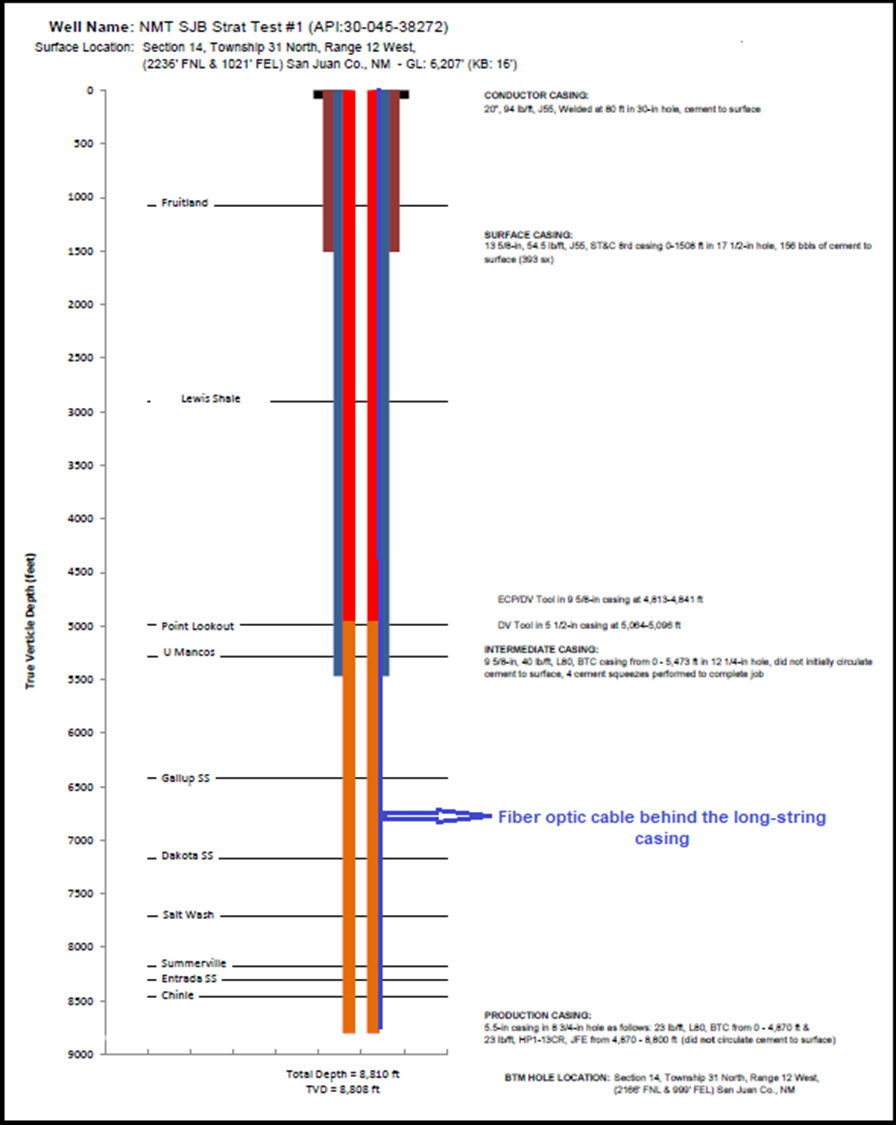 Well Name: NMT SJB Strat Test #1 (API:30-045-38272)
Surface Location: Section 14, Township 31 North, Range 12 West,
(2236' FNL & 1021' FEL) San Juan Co., NM - GL: 6,207' (KB: 16')
0
CONDUCTOR CASING:
20", 94 lb/ft, J55, Welded at 80 ft in 30-in hole, cement to surface
500
1000
Fruitland
SURFACE CASING:
13 5/8-in, 54.5 lb/ft, J55, ST&C 8rd casing 0-1508 ft in 17 1/2-in hole, 156 bbls of cement to
surface (393 sx)
1500
2000
2500
Lewis Shale
3000
3500
4000
4500
True Verticle Depth (feet)
ECP/DV Tool in 9 5/8-in casing at 4,813-4,841 ft
5000
Point Lookout
DV Tool in 5 1/2-in casing at 5,064-5,096 ft
U Mancos
INTERMEDIATE CASING:
9 5/8-in, 40 lb/ft, L80, BTC casing from 0 - 5,473 ft in 12 1/4-in hole, did not initially circulate
cement to surface, 4 cement squeezes performed to complete job
5500
6000
Gallup SS
6500
Fiber optic cable behind the long-string
casing
7000
Dakota SS
7500
Salt Wash
8000
Summerville
Entrada SS
Chinle
8500
PRODUCTION CASING:
5.5-in casing in 8 3/4-in hole as follows: 23 lb/ft, L80, BTC from 0 - 4,870 ft &
23 lb/ft, HP1-13CR, JFE from 4,870 - 8,800 ft (did not circulate cement to surface)
9000
Total Depth = 8,810 ft
TVD = 8,808 ft
BTM HOLE LOCATION: Section 14, Township 31 North, Range 12 West,
(2166' FNL & 999' FEL) San Juan Co., NM